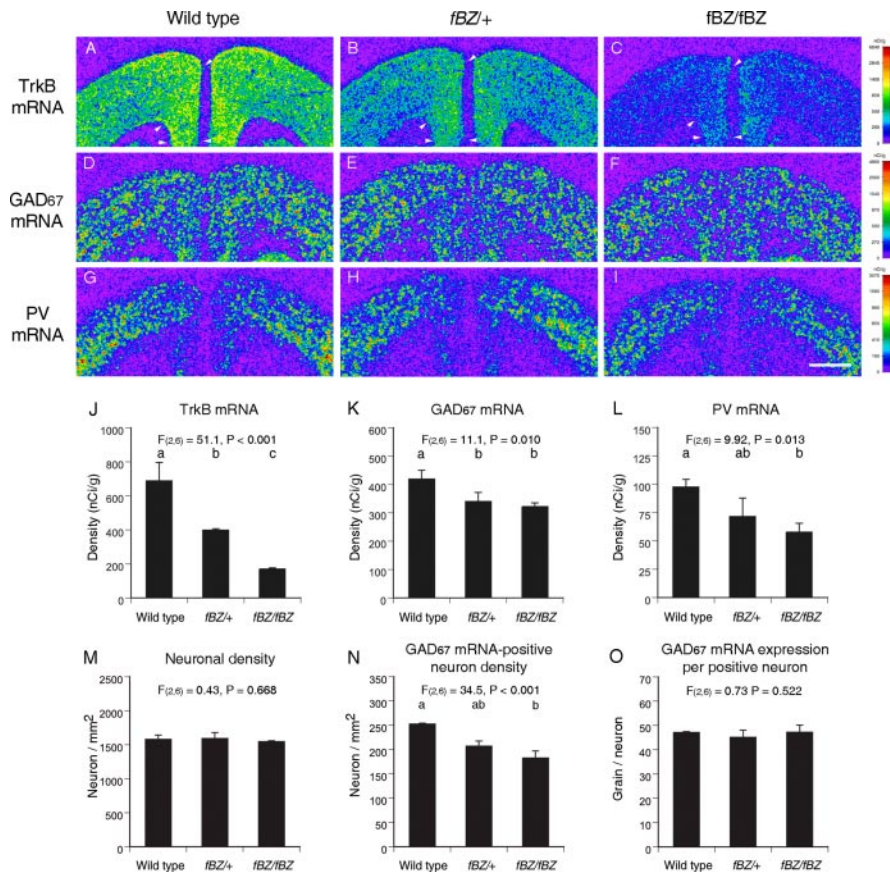 Wild type
fBZ/+
fBZ/fBZ
TrkB
mRNA
A
B
C
nCi/g
GAD67
mRNA
D
E
F
nCi/g
PV
mRNA
G
H
I
nCi/g
J
TrkB mRNA
F(2,6) = 51.1, P < 0.001
a
b
c
Density (nCi/g)
1000
800
600
400
200
0
Wild type
fBZ/+
fBZ/fBZ
K
GAD67 mRNA
F(2,6) = 11.1, P = 0.010
a
b
b
Density (nCi/g)
600
500
400
300
200
100
0
Wild type
fBZ/+
fBZ/fBZ
L
PV mRNA
F(2,6) = 9.92, P = 0.013
a
ab
b
Density (nCi/g)
150
125
100
75
50
25
0
Wild type
fBZ/+
fBZ/fBZ
M
Neuronal density
F(2,6) = 0.43, P = 0.668
Neuron / mm2
2500
2000
1500
1000
500
0
Wild type
fBZ/+
fBZ/fBZ
N
GAD67 mRNA-positive
neuron density
F(2,6) = 34.5, P < 0.001
a
ab
b
Neuron / mm2
350
300
250
200
150
100
50
0
Wild type
fBZ/+
fBZ/fBZ
O
GAD67 mRNA expression
per positive neuron
F(2,6) = 0.73 P = 0.522
Grain / neuron
70
60
50
40
30
20
10
0
Wild type
fBZ/+
fBZ/fBZ